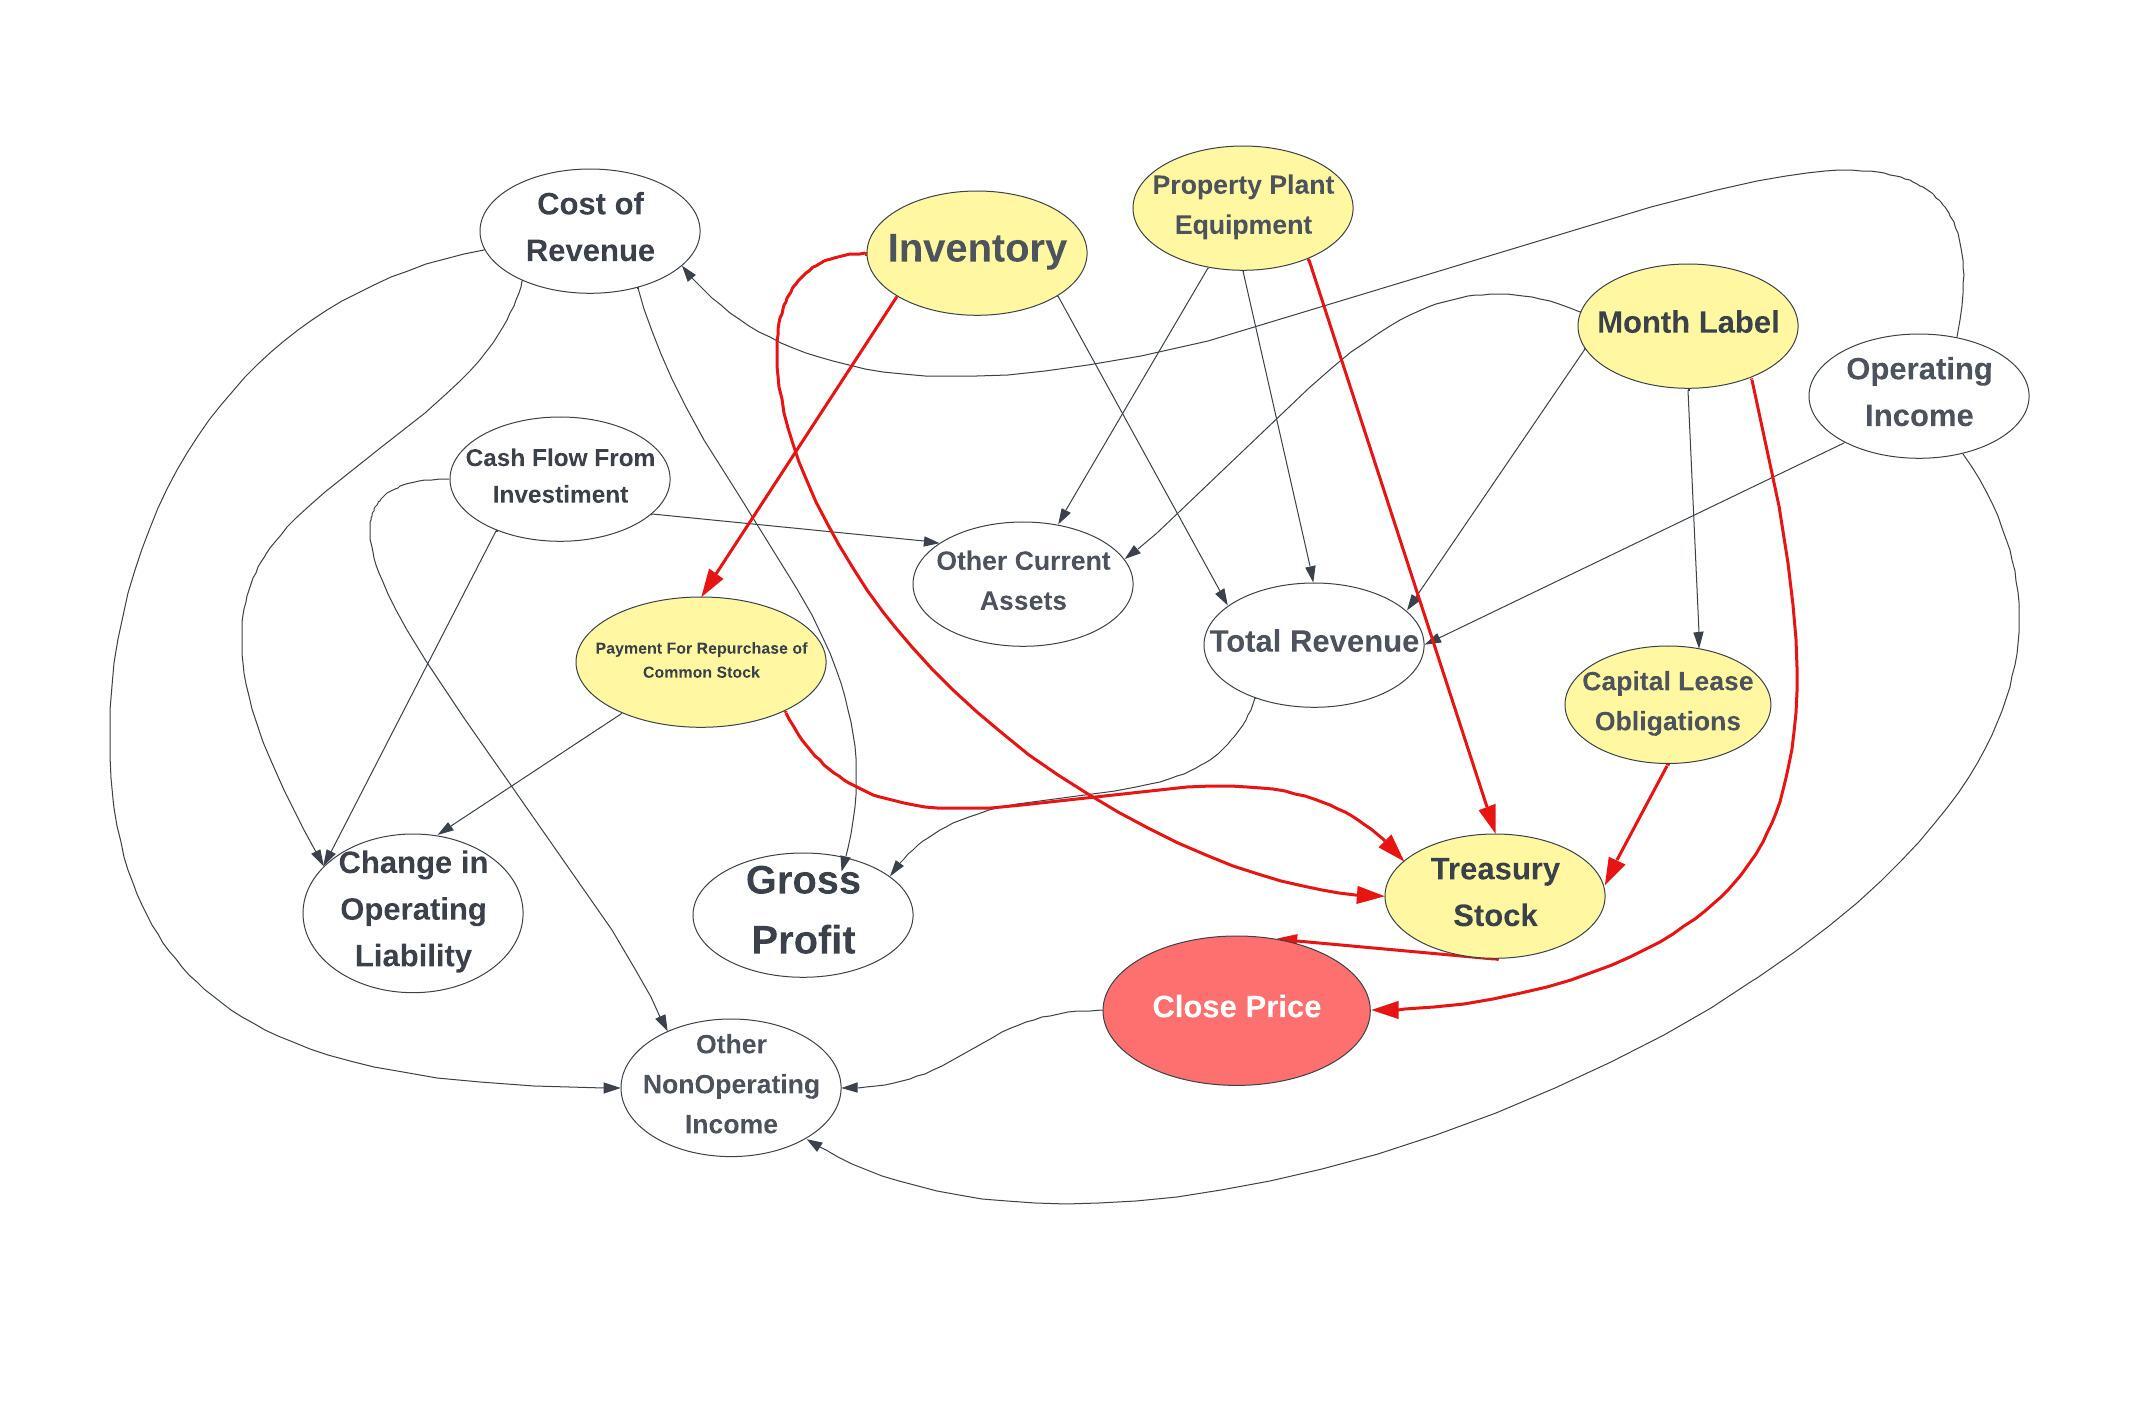 Cost of
Revenue
Inventory
Property Plant
Equipment
Month Label
Operating
Income
Cash Flow From
Investiment
Other Current
Assets
Payment For Repurchase of
Common Stock
Total Revenue
Capital Lease
Obligations
Change in
Operating
Liability
Gross
Profit
Treasury
Stock
Close Price
Other
NonOperating
Income